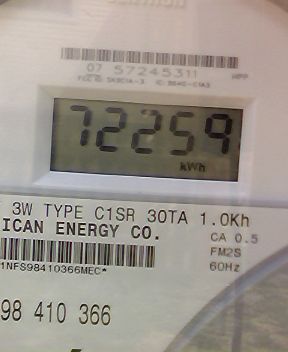 07 57245311
72259
kWh
3W TYPE C1SR 30TA 1.0Kh
ICAN ENERGY CO.
CA 0.5
FM2S
60Hz
1NFS98410366MEC*
98 410 366